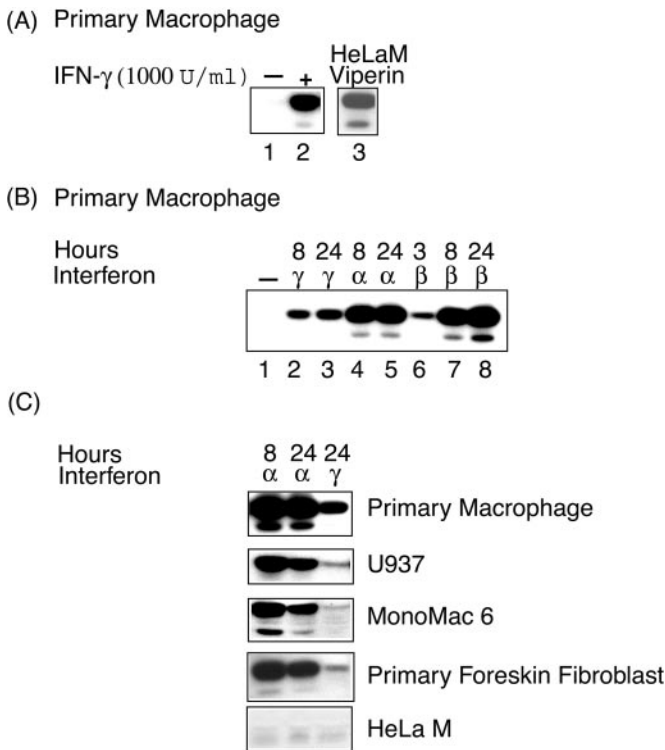 (A) Primary Macrophage
HeLaM
IFN-γ (1000 U/ml) – + Viperin
1 2 3
(B) Primary Macrophage
Hours 8 24 8 24 3 8 24
Interferon – γ γ α α β β β
1 2 3 4 5 6 7 8
(C)
Hours 8 24 24
Interferon α α γ
Primary Macrophage
U937
MonoMac 6
Primary Foreskin Fibroblast
HeLa M